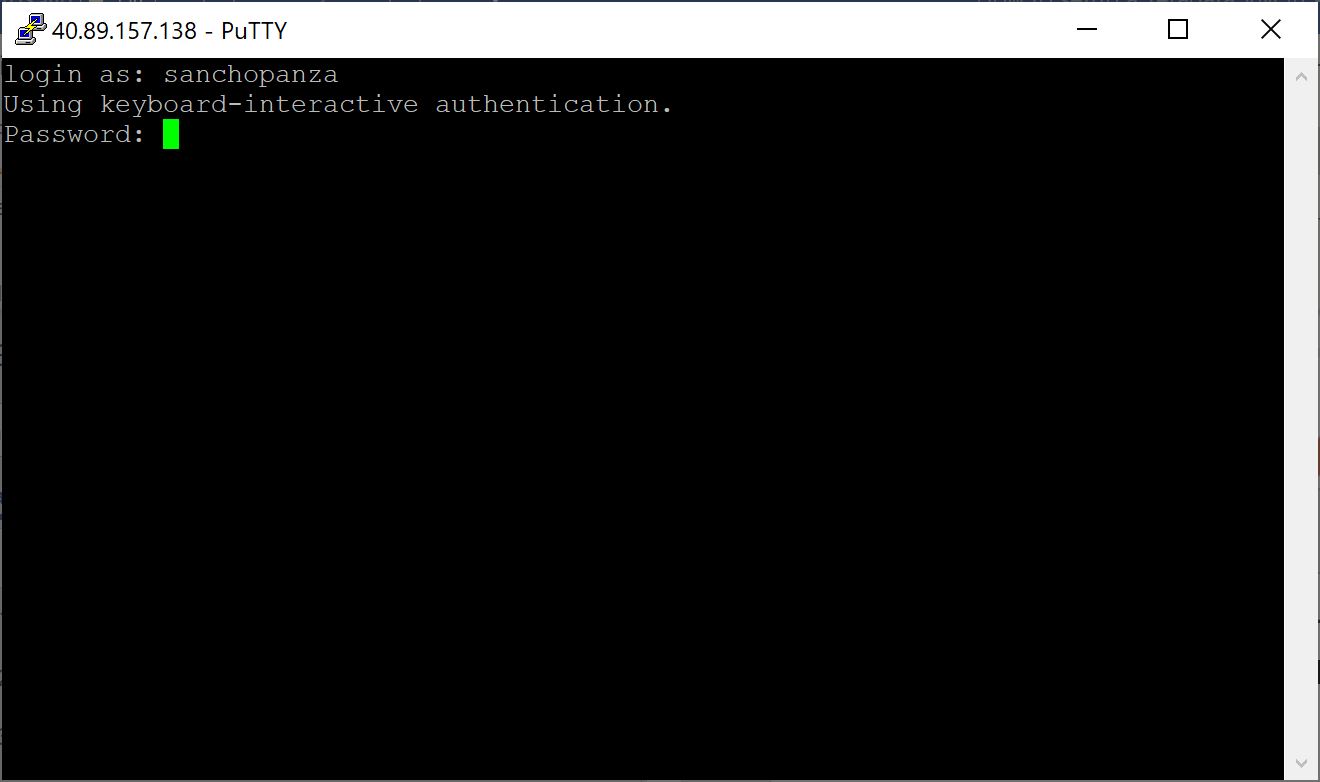 40.89.157.138 - PuTTY
login as: sanchopanza
Using keyboard-interactive authentication.
Password: